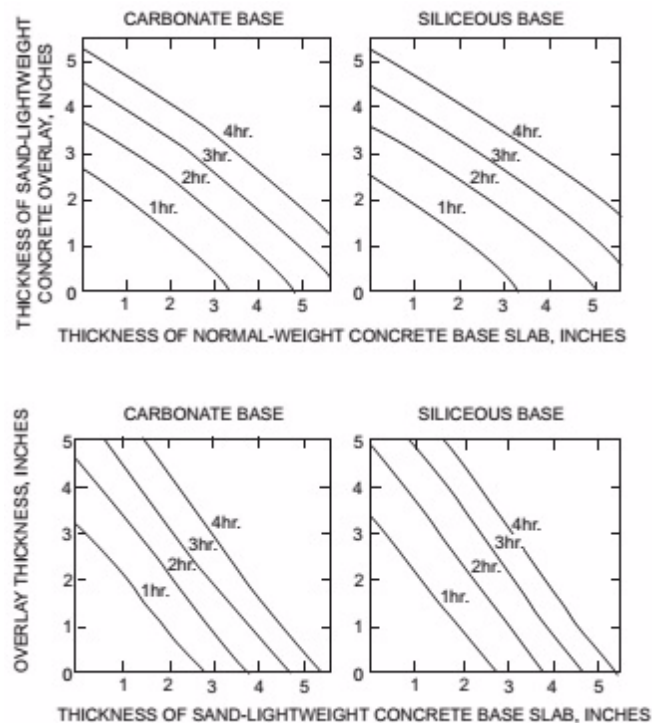 CARBONATE BASE
SILICEOUS BASE
THICKNESS OF SAND-LIGHTWEIGHT
CONCRETE OVERLAY, INCHES
5
4
3
2
1
0
4hr.
3hr.
2hr.
1hr.
1
2
3
4
5
5
4
3
2
1
0
4hr.
3hr.
2hr.
1hr.
1
2
3
4
5
THICKNESS OF NORMAL-WEIGHT CONCRETE BASE SLAB, INCHES
CARBONATE BASE
SILICEOUS BASE
OVERLAY THICKNESS, INCHES
5
4
3
2
1
0
4hr.
3hr.
2hr.
1hr.
1
2
3
4
5
5
4
3
2
1
0
4hr.
3hr.
2hr.
1hr.
1
2
3
4
5
THICKNESS OF SAND-LIGHTWEIGHT CONCRETE BASE SLAB, INCHES